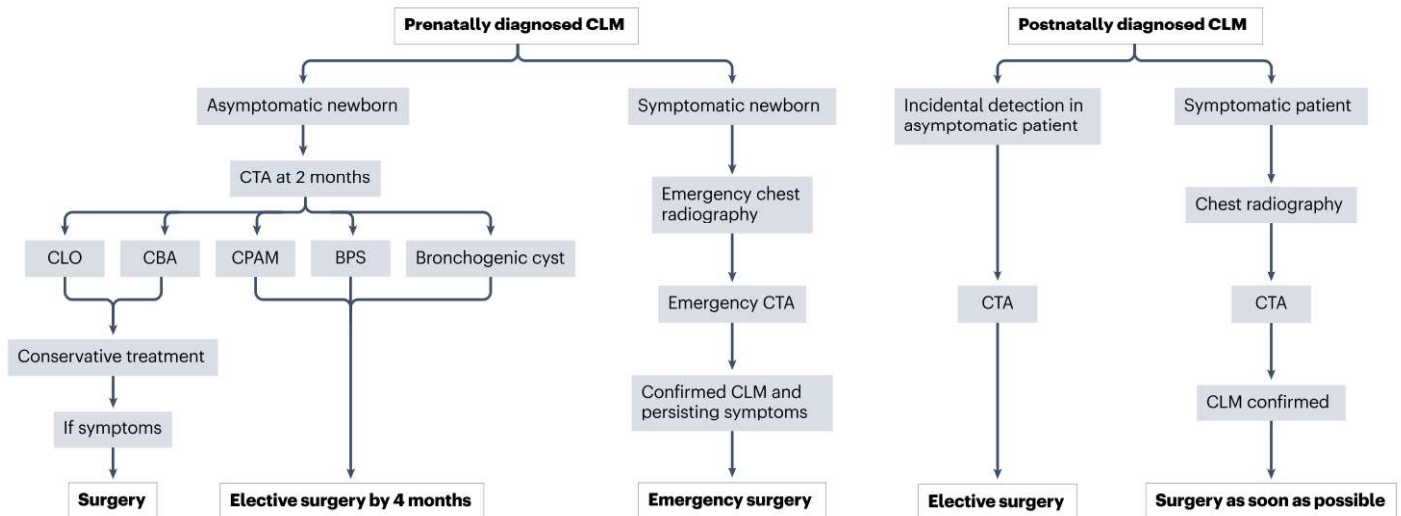 Prenatally diagnosed CLM
Postnatally diagnosed CLM
Asymptomatic newborn
Symptomatic newborn
Incidental detection in
asymptomatic patient
Symptomatic patient
CTA at 2 months
Emergency chest
radiography
Chest radiography
CLO
CBA
CPAM
BPS
Bronchogenic cyst
Emergency CTA
CTA
CTA
Conservative treatment
Confirmed CLM and
persisting symptoms
CLM confirmed
If symptoms
Surgery
Elective surgery by 4 months
Emergency surgery
Elective surgery
Surgery as soon as possible